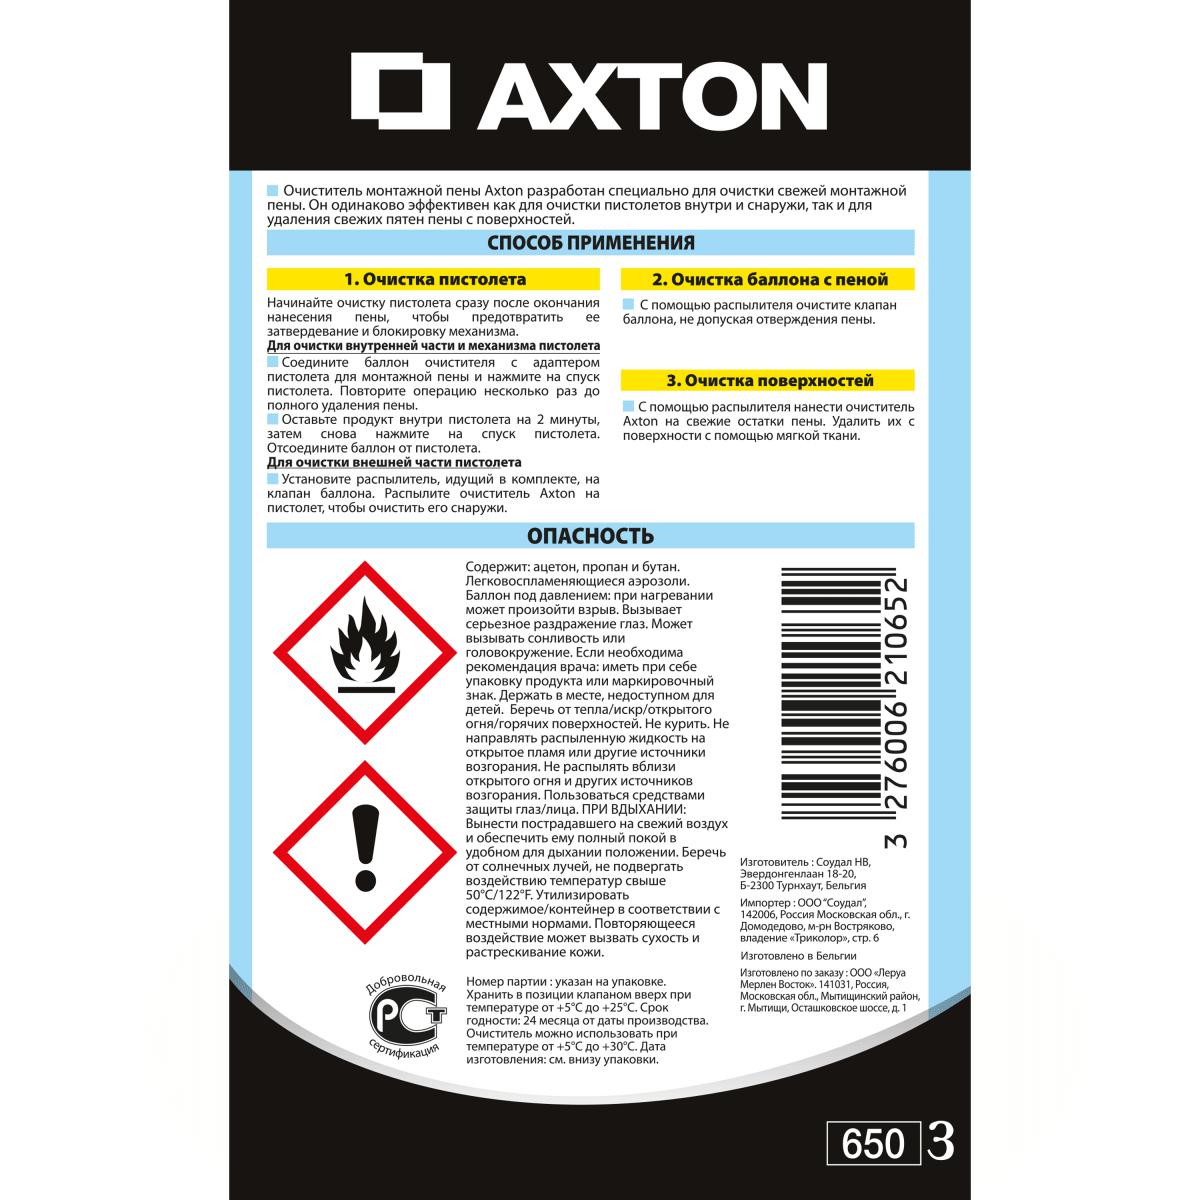 AXTON
Очиститель монтажной пены Axton разработан специально для очистки свежей монтажной
пены. Он одинаково эффективен как для очистки пистолетов внутри и снаружи, так и для
удаления свежих пятен пены с поверхностей.
СПОСОБ ПРИМЕНЕНИЯ
1. Очистка пистолета
Начинайте очистку пистолета сразу после окончания
нанесения пены, чтобы предотвратить ее
затвердевание и блокировку механизма.
Для очистки внутренней части и механизма пистолета
Соедините баллон очистителя с адаптером
пистолета для монтажной пены и нажмите на спуск
пистолета. Повторите операцию несколько раз до
полного удаления пены.
Оставьте продукт внутри пистолета на 2 минуты,
затем снова нажмите на спуск пистолета.
Отсоедините баллон от пистолета.
Для очистки внешней части пистолета
Установите распылитель, идущий в комплекте, на
клапан баллона. Распылите очиститель Axton на
пистолет, чтобы очистить его снаружи.
2. Очистка баллона с пеной
С помощью распылителя очистите клапан
баллона, не допуская отверждения пены.
3. Очистка поверхностей
С помощью распылителя нанести очиститель
Axton на свежие остатки пены. Удалить их с
поверхности с помощью мягкой ткани.
ОПАСНОСТЬ
Содержит: ацетон, пропан и бутан.
Легковоспламеняющиеся аэрозоли.
Баллон под давлением: при нагревании
может произойти взрыв. Вызывает
серьезное раздражение глаз. Может
вызывать сонливость или
головокружение. Если необходима
рекомендация врача: иметь при себе
упаковку продукта или маркировочный
знак. Держать в месте, недоступном для
детей. Беречь от тепла/искр/открытого
огня/горячих поверхностей. Не курить. Не
направлять распыленную жидкость на
открытое пламя или другие источники
возгорания. Не распылять вблизи
открытого огня и других источников
возгорания. Пользоваться средствами
защиты глаз/лица. ПРИ ВДЫХАНИИ:
Вынести пострадавшего на свежий воздух
и обеспечить ему полный покой в
удобном для дыхании положении. Беречь
от солнечных лучей, не подвергать
воздействию температур свыше
50°C/122°F. Утилизировать
содержимое/контейнер в соответствии с
местными нормами. Повторяющееся
воздействие может вызвать сухость и
растрескивание кожи.
Номер партии : указан на упаковке.
Хранить в позиции клапаном вверх при
температуре от +5°C до +25°C. Срок
годности: 24 месяца от даты производства.
Очиститель можно использовать при
температуре от +5°C до +30°C. Дата
изготовления: см. внизу упаковки.
Добровольная
РСТ
сертификация
3 276006 210652
Изготовитель : Соудал НВ,
Эвердонгенлаан 18-20,
Б-2300 Турнхаут, Бельгия
Импортер : ООО "Соудал",
142006, Россия Московская обл., г.
Домодедово, м-рн Востряково,
владение «Триколор», стр. 6
Изготовлено в Бельгии
Изготовлено по заказу : ООО «Леруа
Мерлен Восток». 141031, Россия,
Московская обл., Мытищинский район,
г. Мытищи, Осташковское шоссе, д. 1
650 3